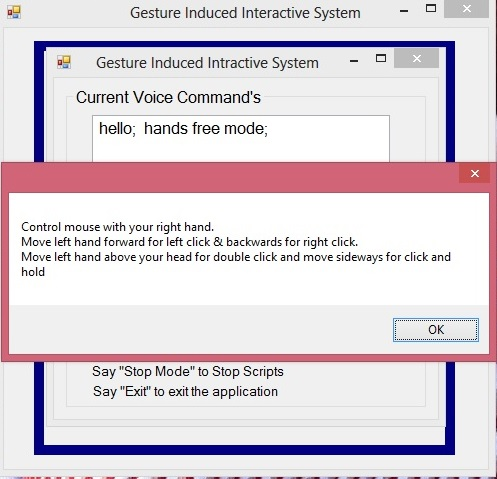 Gesture Induced Interactive System
Gesture Induced Intractive System
Current Voice Command's
hello;  hands free mode;
Control mouse with your right hand.
Move left hand forward for left click & backwards for right click.
Move left hand above your head for double click and move sideways for click and
hold
OK
Say "Stop Mode" to Stop Scripts
Say "Exit" to exit the application